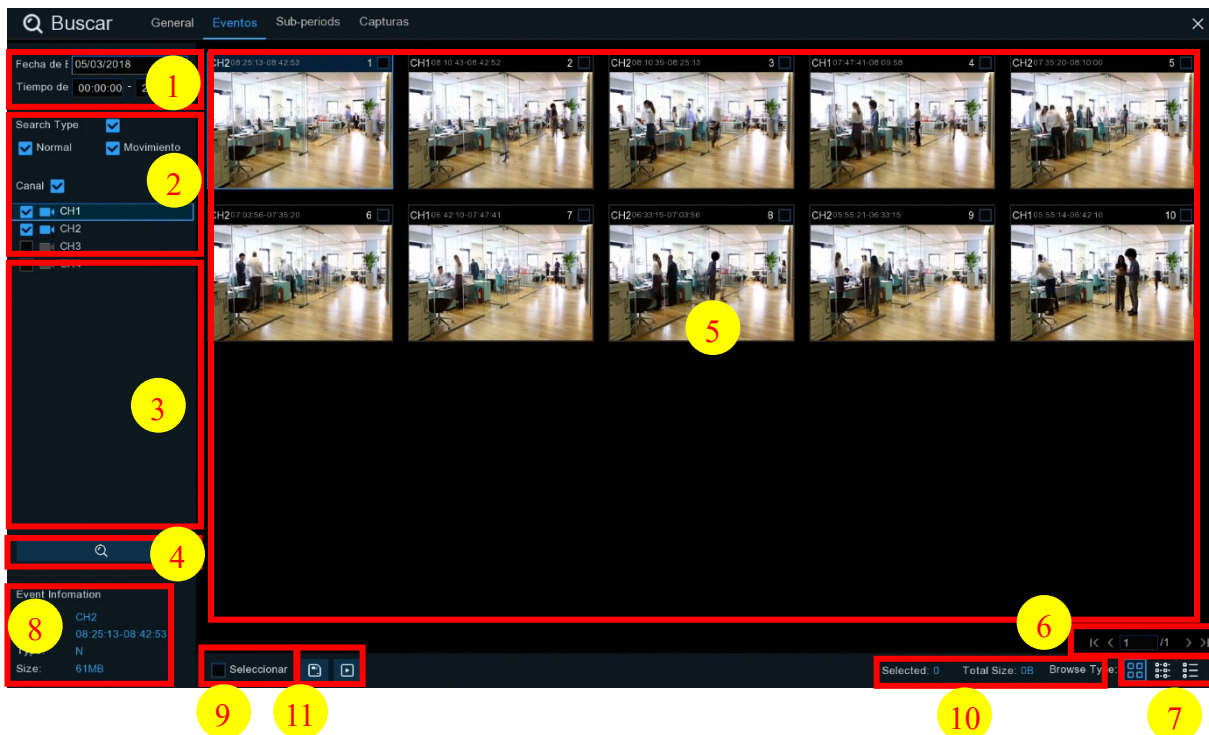 Buscar General Eventos Sub-periods Capturas
Fecha de E 05/03/2018
Tiempo de 00:00:00 - 2
1
Search Type
Normal Movimiento
2
Canal
CH1
CH2
CH3
3
4
Event Infomation
CH2
08:25:13-08:42:53
N
Size: 61MB
8
CH2 08:25:13-08:42:53 1
CH1 08:10:43-08:42:52 2
CH2 08:10:39-08:25:13 3
CH1 07:47:41-08:09:58 4
CH2 07:35:20-08:10:00 5
CH2 07:03:56-07:35:20 6
CH1 06:42:10-07:47:41 7
CH2 06:33:15-07:03:56 8
CH2 05:55:21-06:33:15 9
CH1 05:55:14-06:42:10 10
5
6
1 /1
Seleccionar
Selected: 0 Total Size: 0B Browse Type:
9
11
10
7